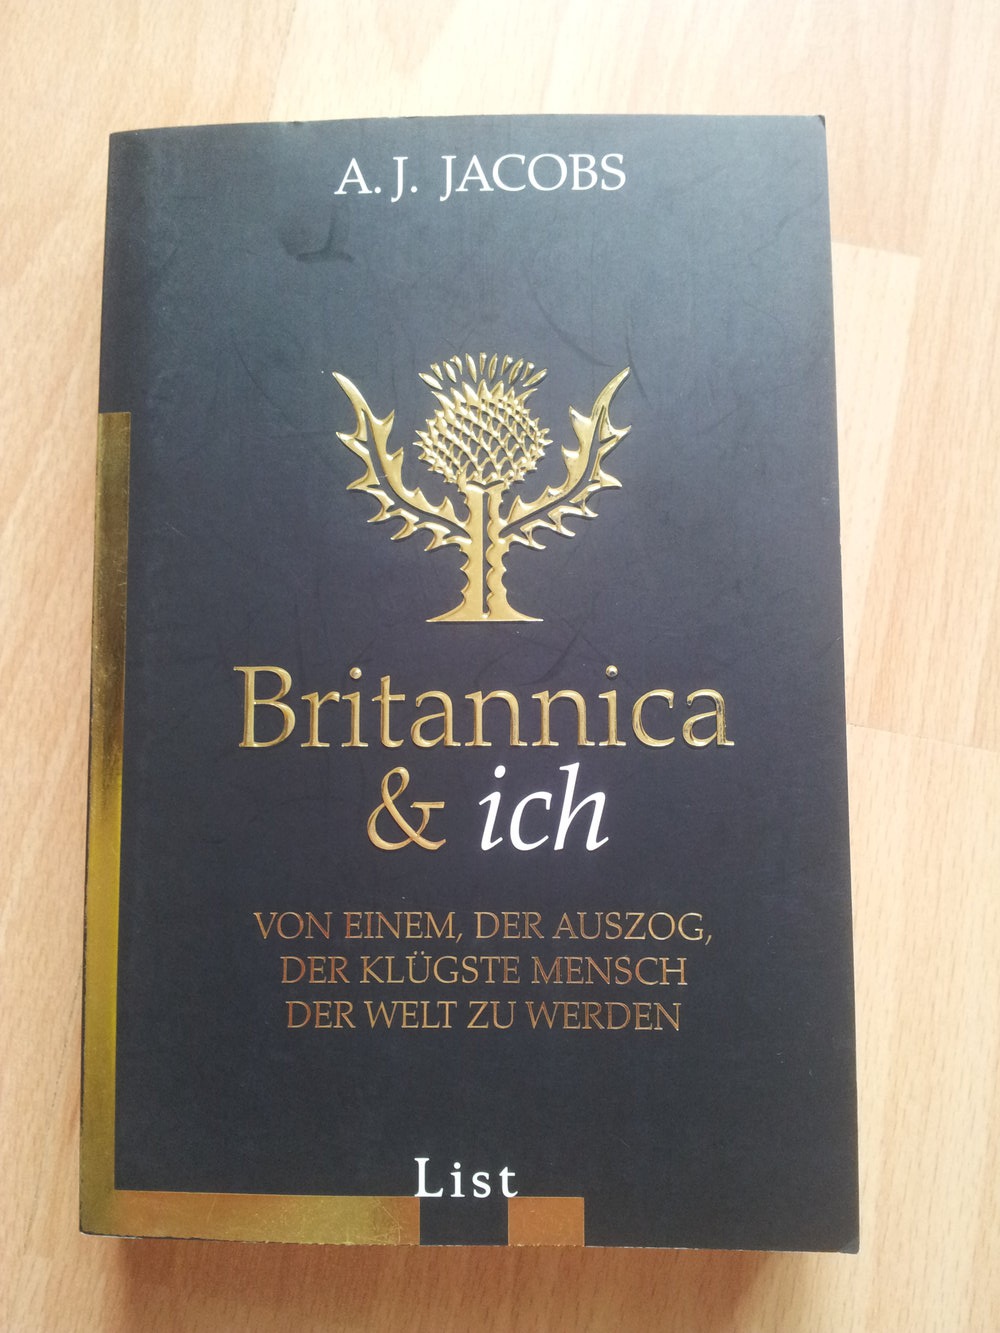 A. J. JACOBS
Britannica
& ich
VON EINEM, DER AUSZOG,
DER KLÜGSTE MENSCH
DER WELT ZU WERDEN
List